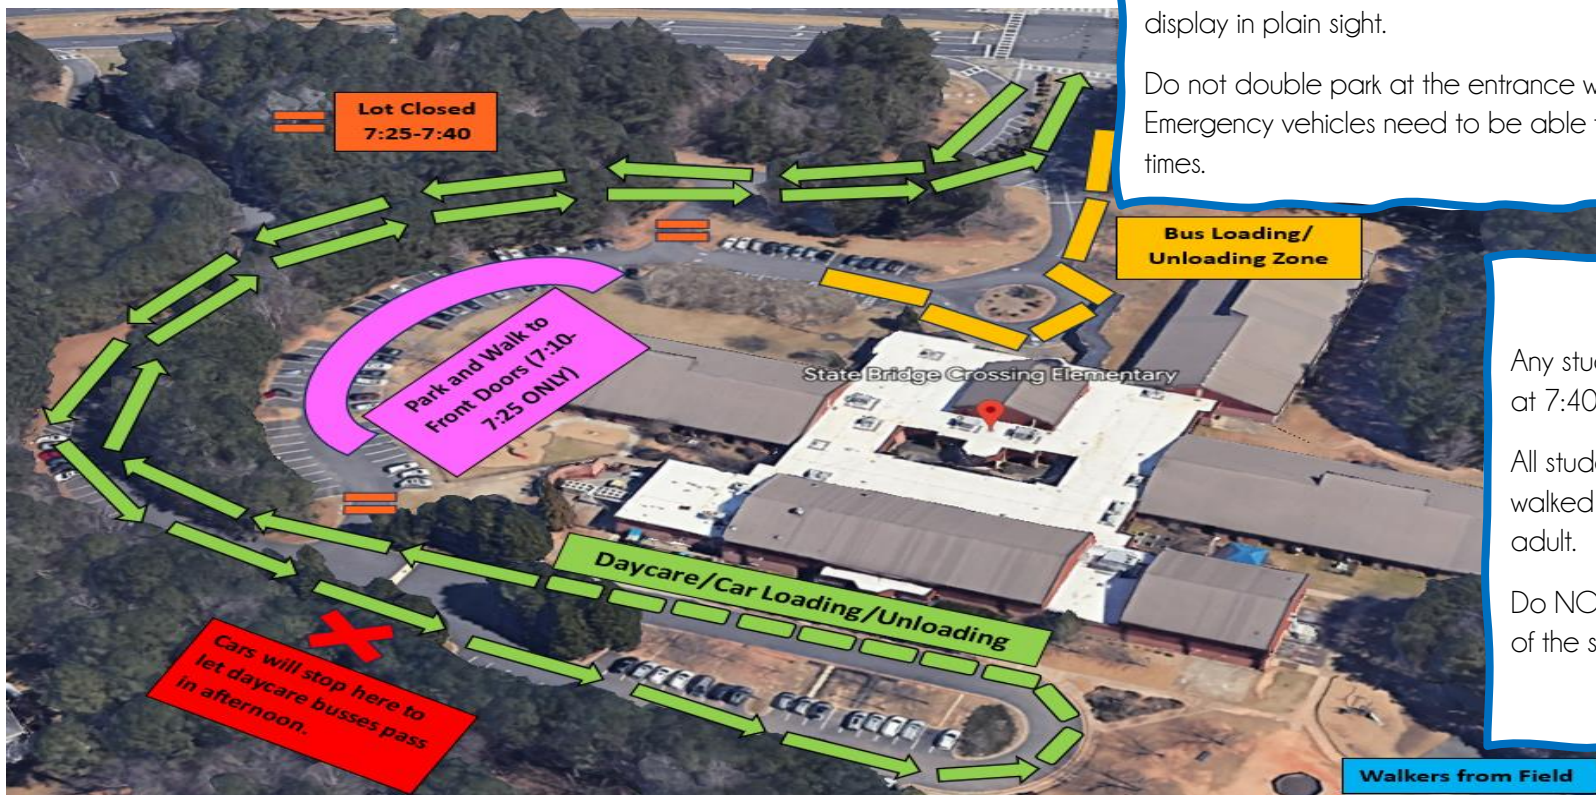 display in plain sight.
Do not double park at the entrance
Emergency vehicles need to be able
times.
Lot Closed
7:25-7:40
Bus Loading/
Unloading Zone
Park and Walk to
Front Doors (7:10-
7:25 ONLY)
State Bridge Crossing Elementary
Any
at 7:40
All
walked
adult.
Do
of the
Daycare/Car Loading/Unloading
Cars will stop here to
let daycare busses pass
in afternoon.
Walkers from Field